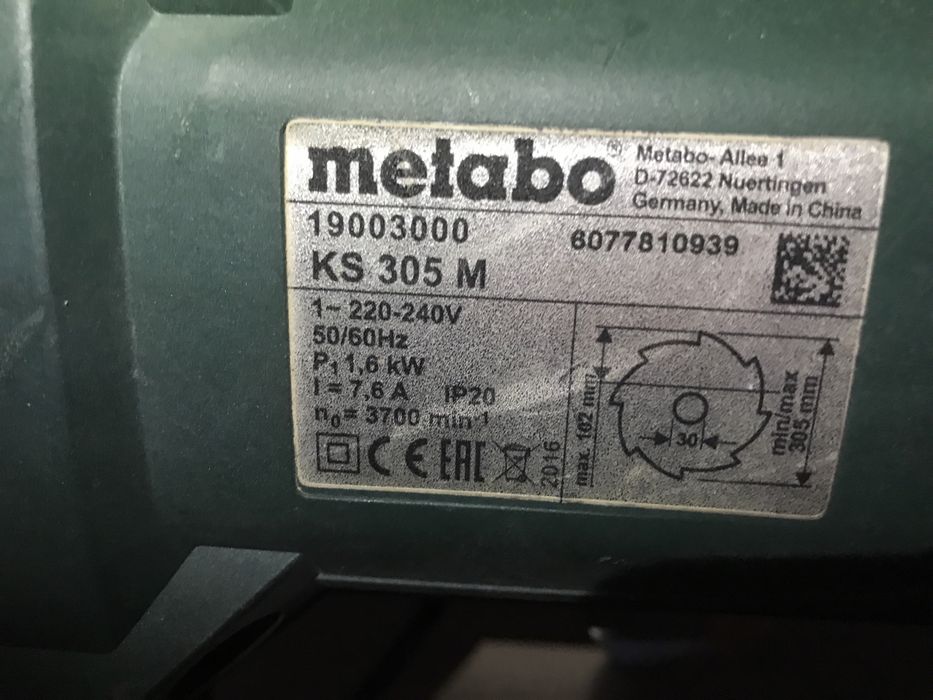 metabo®
Metabo- Allee 1
D-72622 Nuertingen
Germany, Made in China
19003000
6077810939
KS 305 M
1~ 220-240V
50/60Hz
P₁ 1,6 kW
I = 7,6 A IP20
n₀= 3700 min⁻¹
CE EAC 2016
max. 102 mm
30
min/max
305 mm